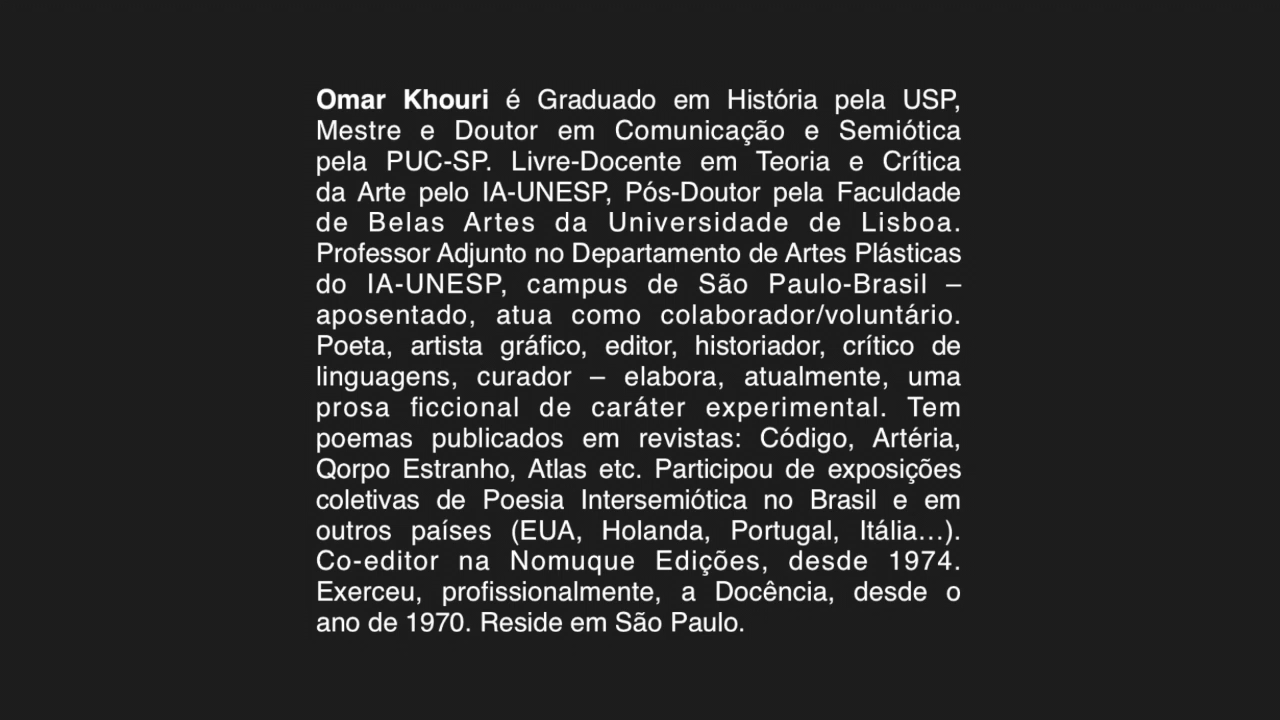 Omar Khouri é Graduado em História pela USP,
Mestre e Doutor em Comunicação e Semiótica
pela PUC-SP. Livre-Docente em Teoria e Crítica
da Arte pelo IA-UNESP, Pós-Doutor pela Faculdade
de Belas Artes da Universidade de Lisboa.
Professor Adjunto no Departamento de Artes Plásticas
do IA-UNESP, campus de São Paulo-Brasil –
aposentado, atua como colaborador/voluntário.
Poeta, artista gráfico, editor, historiador, crítico de
linguagens, curador – elabora, atualmente, uma
prosa ficcional de caráter experimental. Tem
poemas publicados em revistas: Código, Artéria,
Qorpo Estranho, Atlas etc. Participou de exposições
coletivas de Poesia Intersemiótica no Brasil e em
outros países (EUA, Holanda, Portugal, Itália...).
Co-editor na Nomuque Edições, desde 1974.
Exerceu, profissionalmente, a Docência, desde o
ano de 1970. Reside em São Paulo.